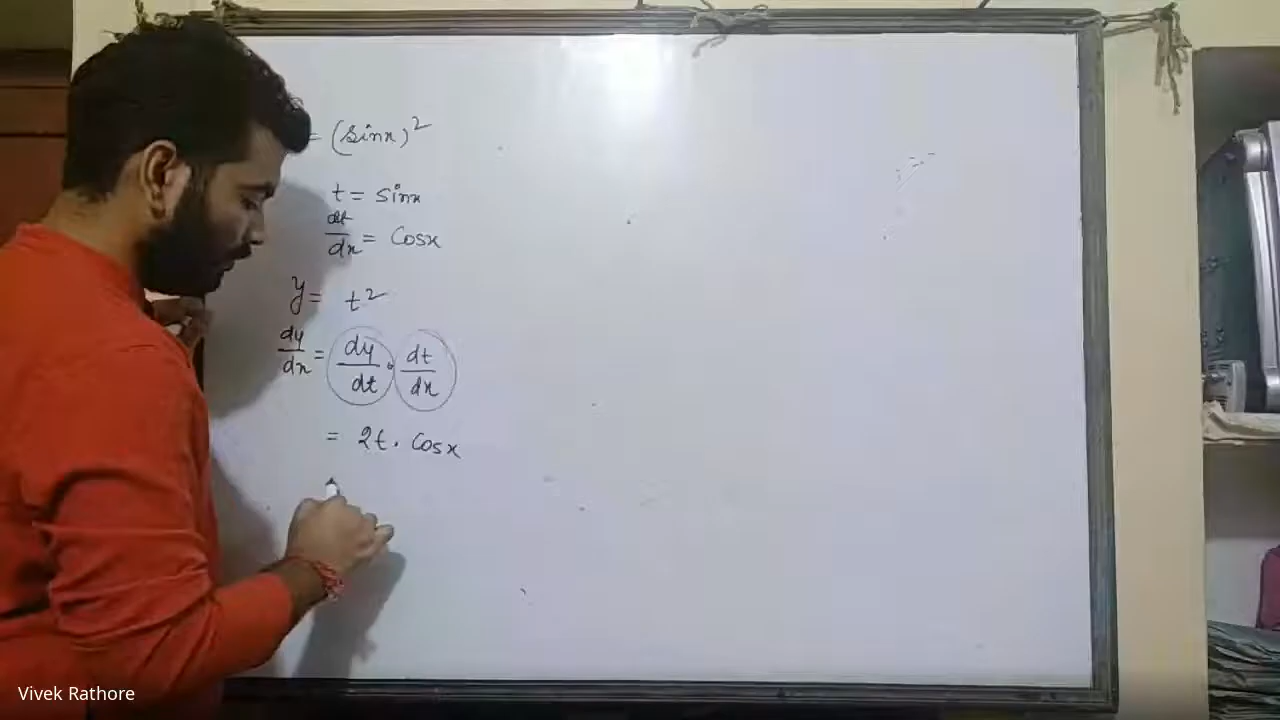 = (sinx)²
t = sinx
dt/dx = Cosx
y = t²
dy/dx = dy/dt · dt/dx
= 2t · Cosx
Vivek Rathore